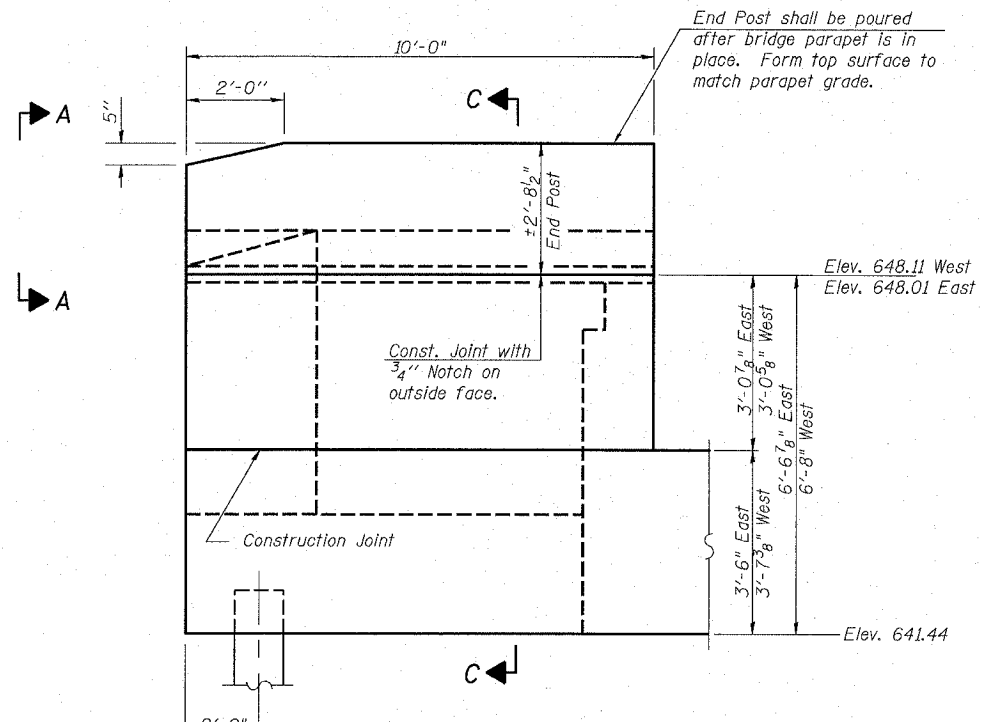 End Post shall be poured
after bridge parapet is in
place. Form top surface to
match parapet grade.
10'-0"
2'-0"
A
C
5"
±2'-8½"
End Post
A
Elev. 648.11 West
Elev. 648.01 East
Const. Joint with
¾" Notch on
outside face.
3'-0⅞" East
3'-0⅝" West
6'-6⅞" East
6'-8" West
Construction Joint
3'-6" East
3'-7⅜" West
Elev. 641.44
C